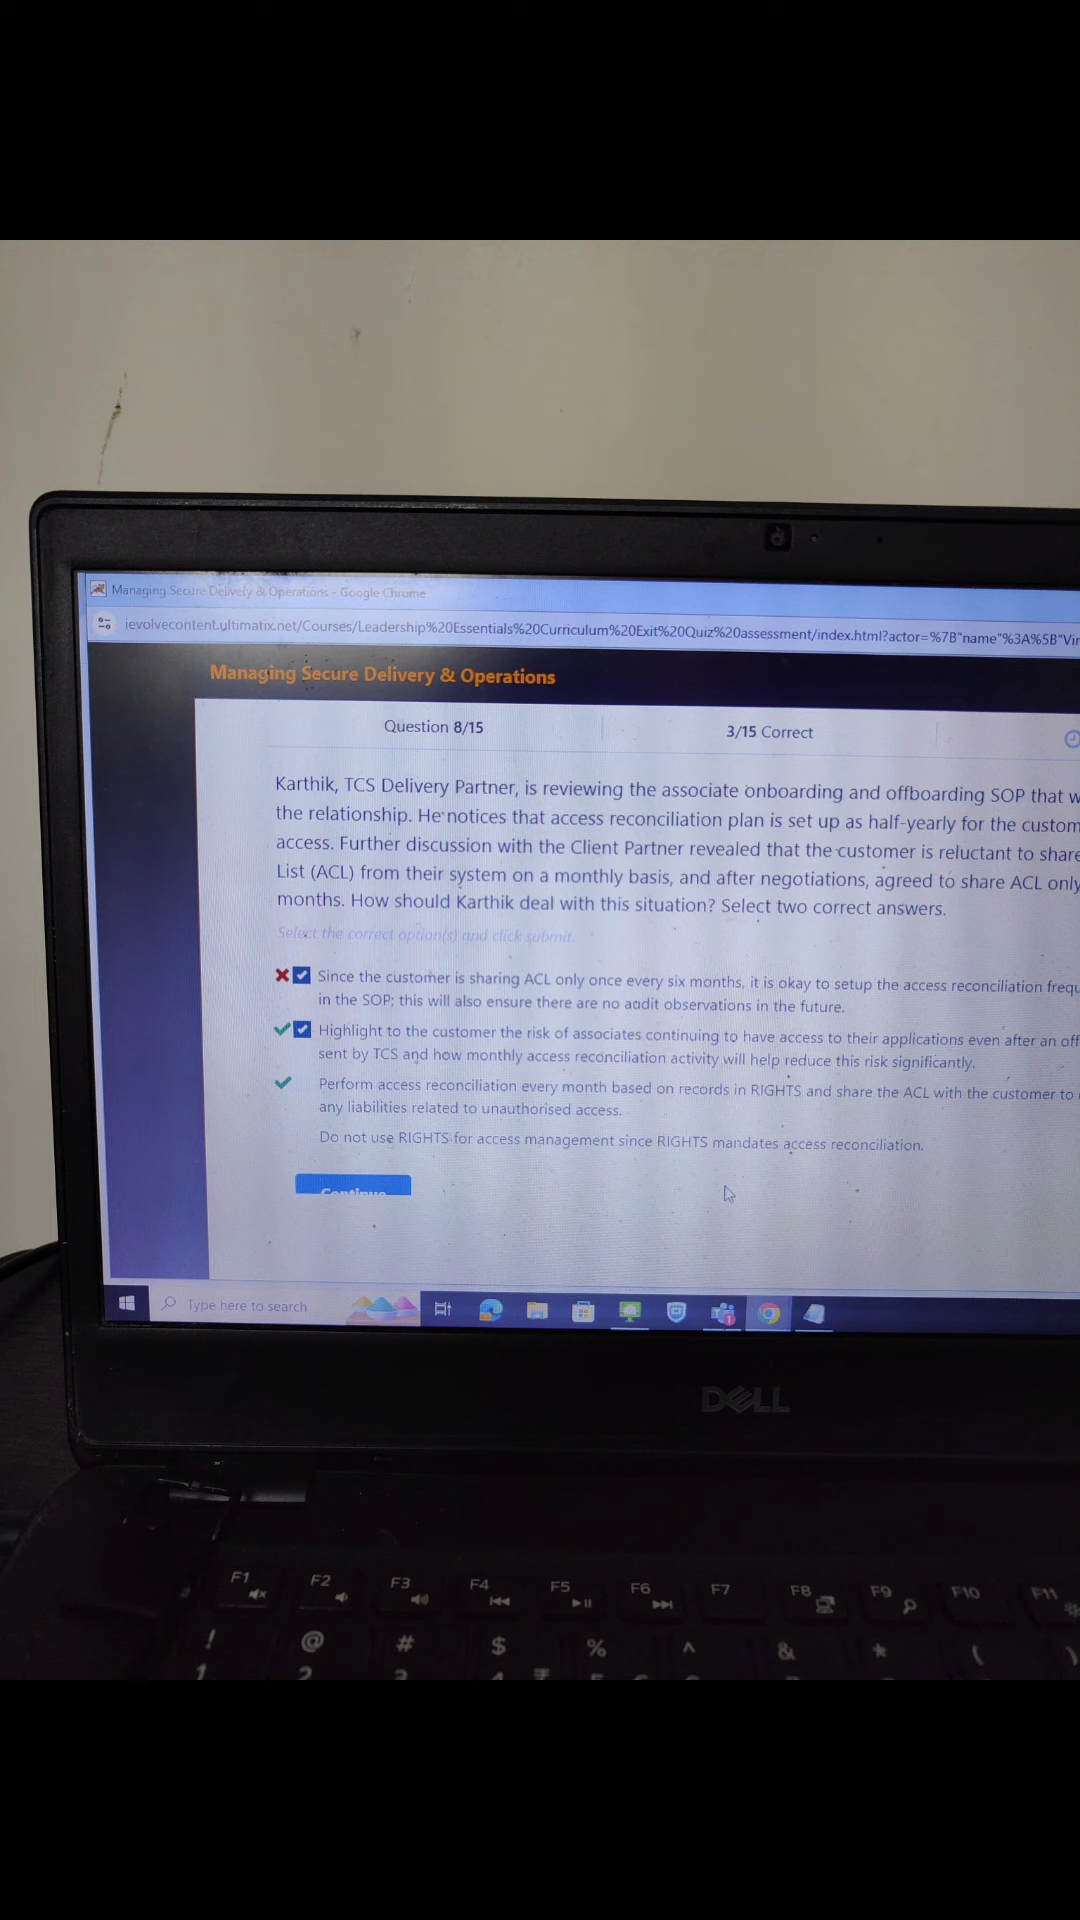 Managing Secure Delivery & Operations - Google Chrome
ievolvecontent.ultimatix.net/Courses/Leadership%20Essentials%20Curriculum%20Exit%20Quiz%20assessment/index.html?actor=%7B"name"%3A%5B"Vir
Managing Secure Delivery & Operations
Question 8/15
3/15 Correct
Karthik, TCS Delivery Partner, is reviewing the associate onboarding and offboarding SOP that w
the relationship. He notices that access reconciliation plan is set up as half-yearly for the custom
access. Further discussion with the Client Partner revealed that the customer is reluctant to share
List (ACL) from their system on a monthly basis, and after negotiations, agreed to share ACL only
months. How should Karthik deal with this situation? Select two correct answers.
Select the correct option(s) and click submit.
Since the customer is sharing ACL only once every six months, it is okay to setup the access reconciliation frequ
in the SOP; this will also ensure there are no audit observations in the future.
Highlight to the customer the risk of associates continuing to have access to their applications even after an off
sent by TCS and how monthly access reconciliation activity will help reduce this risk significantly.
Perform access reconciliation every month based on records in RIGHTS and share the ACL with the customer to
any liabilities related to unauthorised access.
Do not use RIGHTS for access management since RIGHTS mandates access reconciliation.
Continue
Type here to search
1
DELL
F1 F2 F3 F4 F5 F6 F7 F8 F9 F10 F11
! @ # $ % ^ & * ( )
1 2 3 4